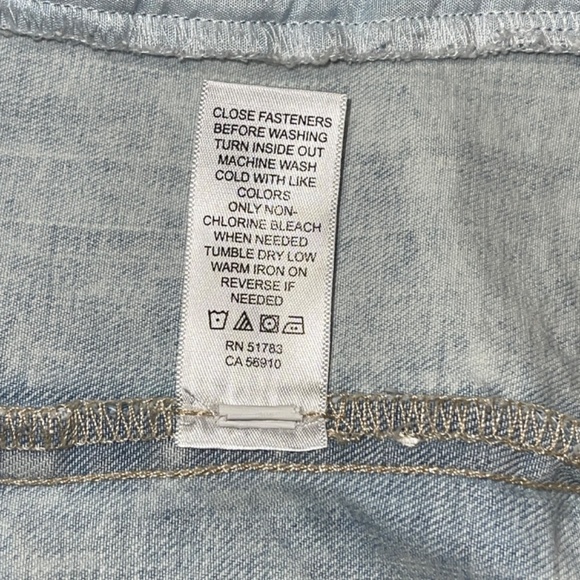 CLOSE FASTENERS
BEFORE WASHING
TURN INSIDE OUT
MACHINE WASH
COLD WITH LIKE
COLORS
ONLY NON-
CHLORINE BLEACH
WHEN NEEDED
TUMBLE DRY LOW
WARM IRON ON
REVERSE IF
NEEDED
RN 51783
CA 56910